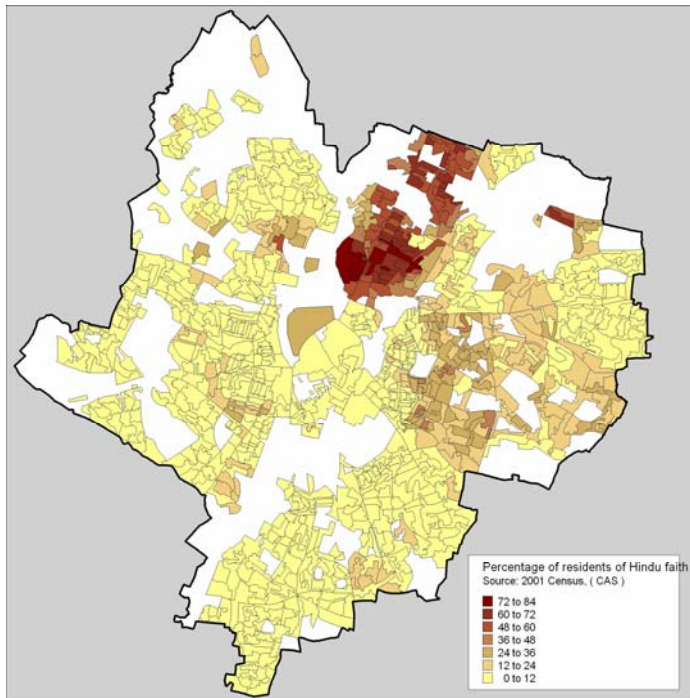 Percentage of residents of Hindu faith
Source: 2001 Census, ( CAS )
72 to 84
60 to 72
48 to 60
36 to 48
24 to 36
12 to 24
0 to 12